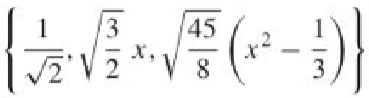 { 1/√2, √(3/2) x, √(45/8) (x² − 1/3) }